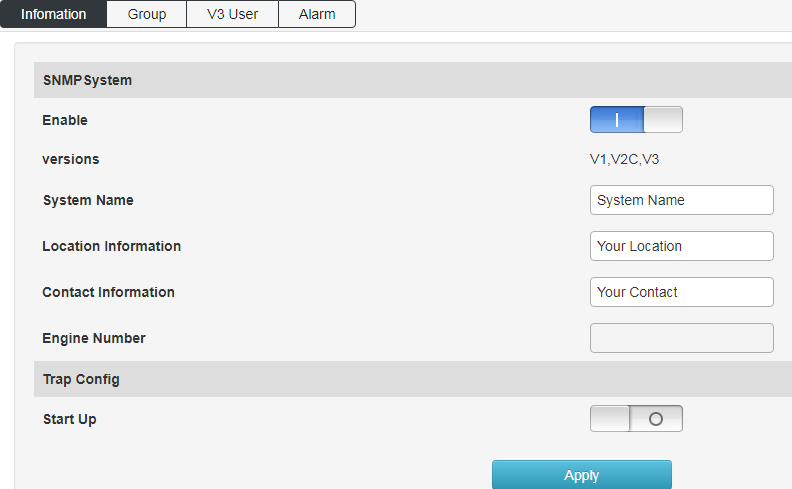 Infomation Group V3 User Alarm
SNMPSystem
Enable
versions V1,V2C,V3
System Name System Name
Location Information Your Location
Contact Information Your Contact
Engine Number
Trap Config
Start Up
Apply